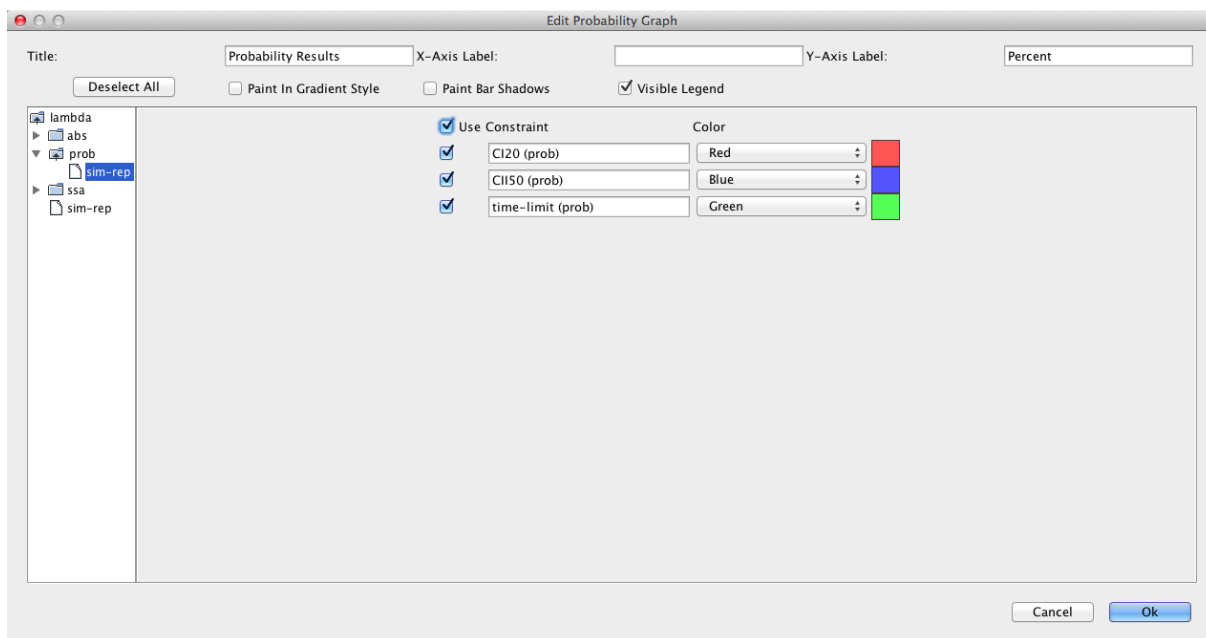 Edit Probability Graph
Title: Probability Results X-Axis Label: Y-Axis Label: Percent
Deselect All Paint In Gradient Style Paint Bar Shadows Visible Legend
lambda
abs
prob
sim-rep
ssa
sim-rep
Use Constraint Color
CI20 (prob) Red
CII50 (prob) Blue
time-limit (prob) Green
Cancel Ok